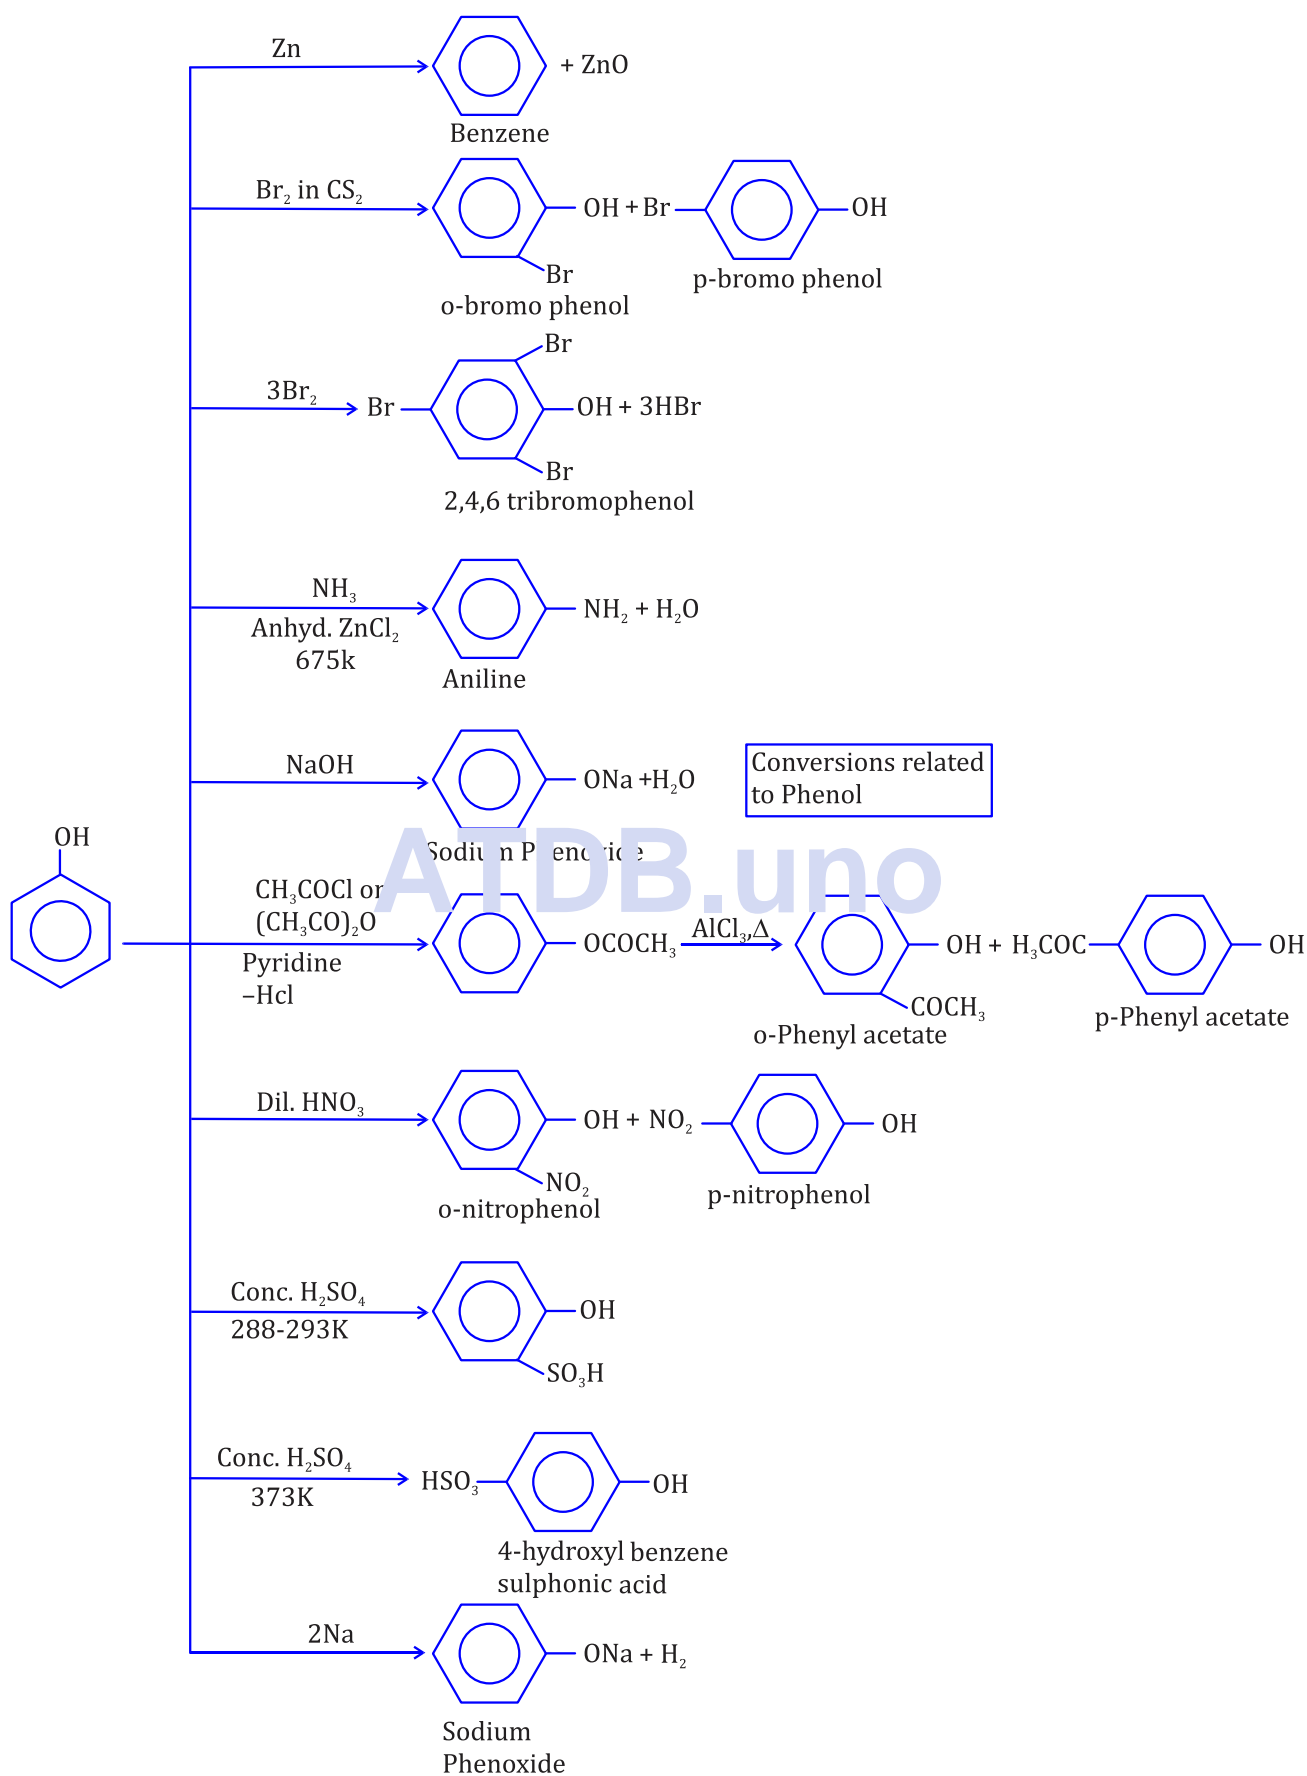 Zn
+ ZnO
Benzene
Br₂ in CS₂
OH + Br
OH
Br
o-bromo phenol
p-bromo phenol
Br
3Br₂
Br
OH + 3HBr
Br
2,4,6 tribromophenol
NH₃
Anhyd. ZnCl₂
675k
NH₂ + H₂O
Aniline
NaOH
ONa +H₂O
Conversions related
to Phenol
Sodium Phenoxide
ATDB.uno
OH
CH₃COCl or
(CH₃CO)₂O
Pyridine
–Hcl
OCOCH₃
AlCl₃,Δ
OH + H₃COC
OH
COCH₃
o-Phenyl acetate
p-Phenyl acetate
Dil. HNO₃
OH + NO₂
OH
NO₂
o-nitrophenol
p-nitrophenol
Conc. H₂SO₄
288-293K
OH
SO₃H
Conc. H₂SO₄
373K
HSO₃
OH
4-hydroxyl benzene
sulphonic acid
2Na
ONa + H₂
Sodium
Phenoxide